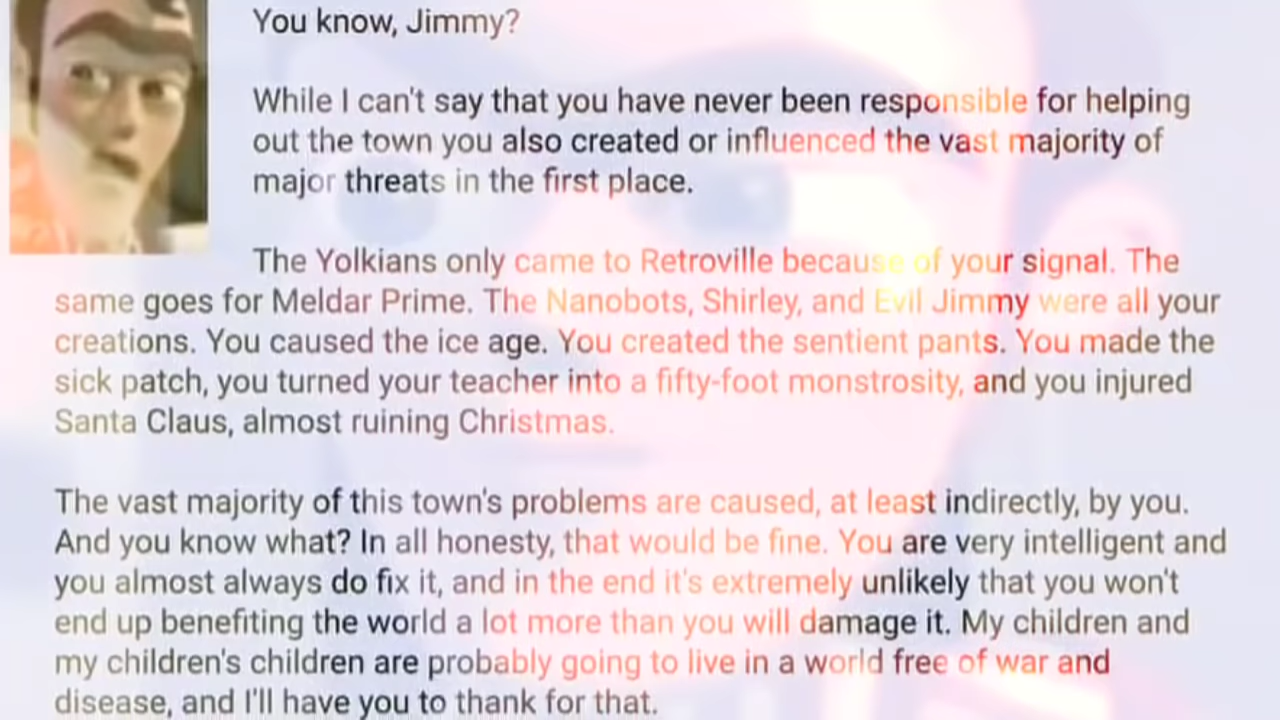 You know, Jimmy?
While I can't say that you have never been responsible for helping
out the town you also created or influenced the vast majority of
major threats in the first place.
The Yolkians only came to Retroville because of your signal. The
same goes for Meldar Prime. The Nanobots, Shirley, and Evil Jimmy were all your
creations. You caused the ice age. You created the sentient pants. You made the
sick patch, you turned your teacher into a fifty-foot monstrosity, and you injured
Santa Claus, almost ruining Christmas.
The vast majority of this town's problems are caused, at least indirectly, by you.
And you know what? In all honesty, that would be fine. You are very intelligent and
you almost always do fix it, and in the end it's extremely unlikely that you won't
end up benefiting the world a lot more than you will damage it. My children and
my children's children are probably going to live in a world free of war and
disease, and I'll have you to thank for that.